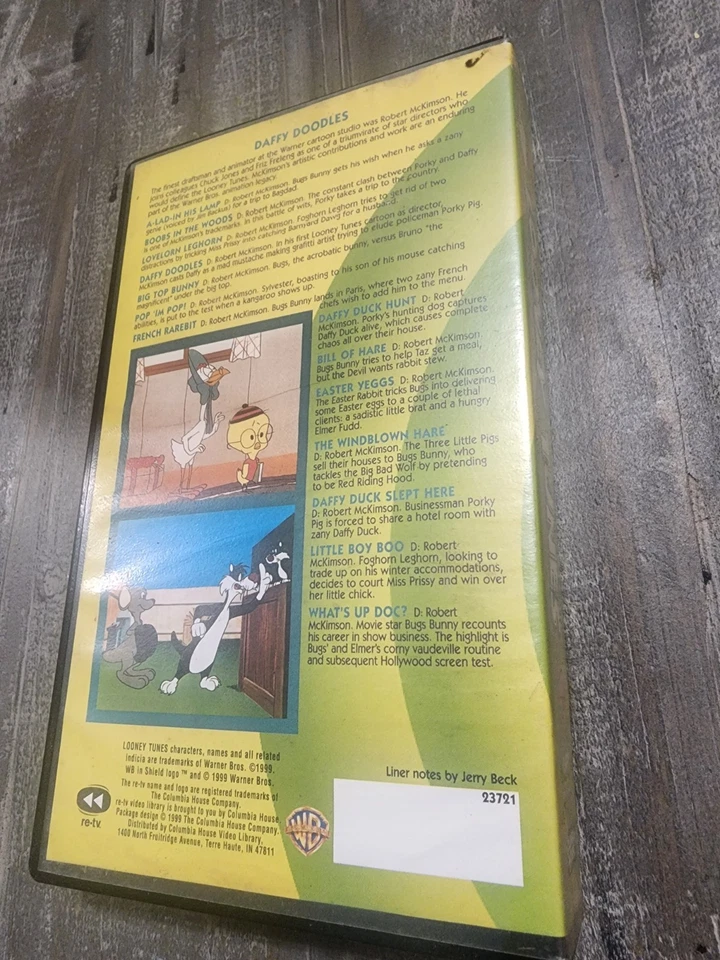 DAFFY DOODLES
The finest draftsman and animator at the Warner cartoon studio was Robert McKimson. He
joins colleagues Chuck Jones and Friz Freleng as one of a triumvirate of star directors who
would define the Looney Tunes. McKimson's artistic contributions and work are an enduring
part of the Warner Bros. animation legacy.
A-LAD-IN HIS LAMP D: Robert McKimson. Bugs Bunny gets his wish when he asks a zany
genie (voiced by Jim Backus) for a trip to Bagdad.
BOOBS IN THE WOODS D: Robert McKimson. The constant clash between Porky and Daffy
is one of McKimson's trademarks. In this battle of wits, Porky takes a trip to the country.
LOVELORN LEGHORN D: Robert McKimson. Foghorn Leghorn tries to get rid of two
distractions by tricking Miss Prissy into catching Barnyard Dawg for a husband.
DAFFY DOODLES D: Robert McKimson. In his first Looney Tunes cartoon as director,
McKimson casts Daffy as a mad mustache making grafitti artist trying to elude policeman Porky Pig.
BIG TOP BUNNY D: Robert McKimson. Bugs, the acrobatic bunny, versus Bruno "the
magnificent" under the big top.
POP 'IM POP! D: Robert McKimson. Sylvester, boasting to his son of his mouse catching
abilities, is put to the test when a kangaroo shows up.
FRENCH RAREBIT D: Robert McKimson. Bugs Bunny lands in Paris, where two zany French
chefs wish to add him to the menu.
DAFFY DUCK HUNT D: Robert
McKimson. Porky's hunting dog captures
Daffy Duck alive, which causes complete
chaos all over their house.
BILL OF HARE D: Robert McKimson.
Bugs Bunny tries to help Taz get a meal,
but the Devil wants rabbit stew.
EASTER YEGGS D: Robert McKimson.
The Easter Rabbit tricks Bugs into delivering
some Easter eggs to a couple of lethal
clients: a sadistic little brat and a hungry
Elmer Fudd.
THE WINDBLOWN HARE
D: Robert McKimson. The Three Little Pigs
sell their houses to Bugs Bunny, who
tackles the Big Bad Wolf by pretending
to be Red Riding Hood.
DAFFY DUCK SLEPT HERE
D: Robert McKimson. Businessman Porky
Pig is forced to share a hotel room with
zany Daffy Duck.
LITTLE BOY BOO D: Robert
McKimson. Foghorn Leghorn, looking to
trade up on his winter accommodations,
decides to court Miss Prissy and win over
her little chick.
WHAT'S UP DOC? D: Robert
McKimson. Movie star Bugs Bunny recounts
his career in show business. The highlight is
Bugs' and Elmer's corny vaudeville routine
and subsequent Hollywood screen test.
LOONEY TUNES characters, names and all related
indicia are trademarks of Warner Bros. ©1999.
WB in Shield logo ™ and © 1999 Warner Bros.
The re-tv name and logo are registered trademarks of
The Columbia House Company.
re-tv video library is brought to you by Columbia House.
Package design © 1999 The Columbia House Company.
Distributed by Columbia House Video Library,
1400 North Fruitridge Avenue, Terre Haute, IN 47811
re-tv
WB
Liner notes by Jerry Beck
23721